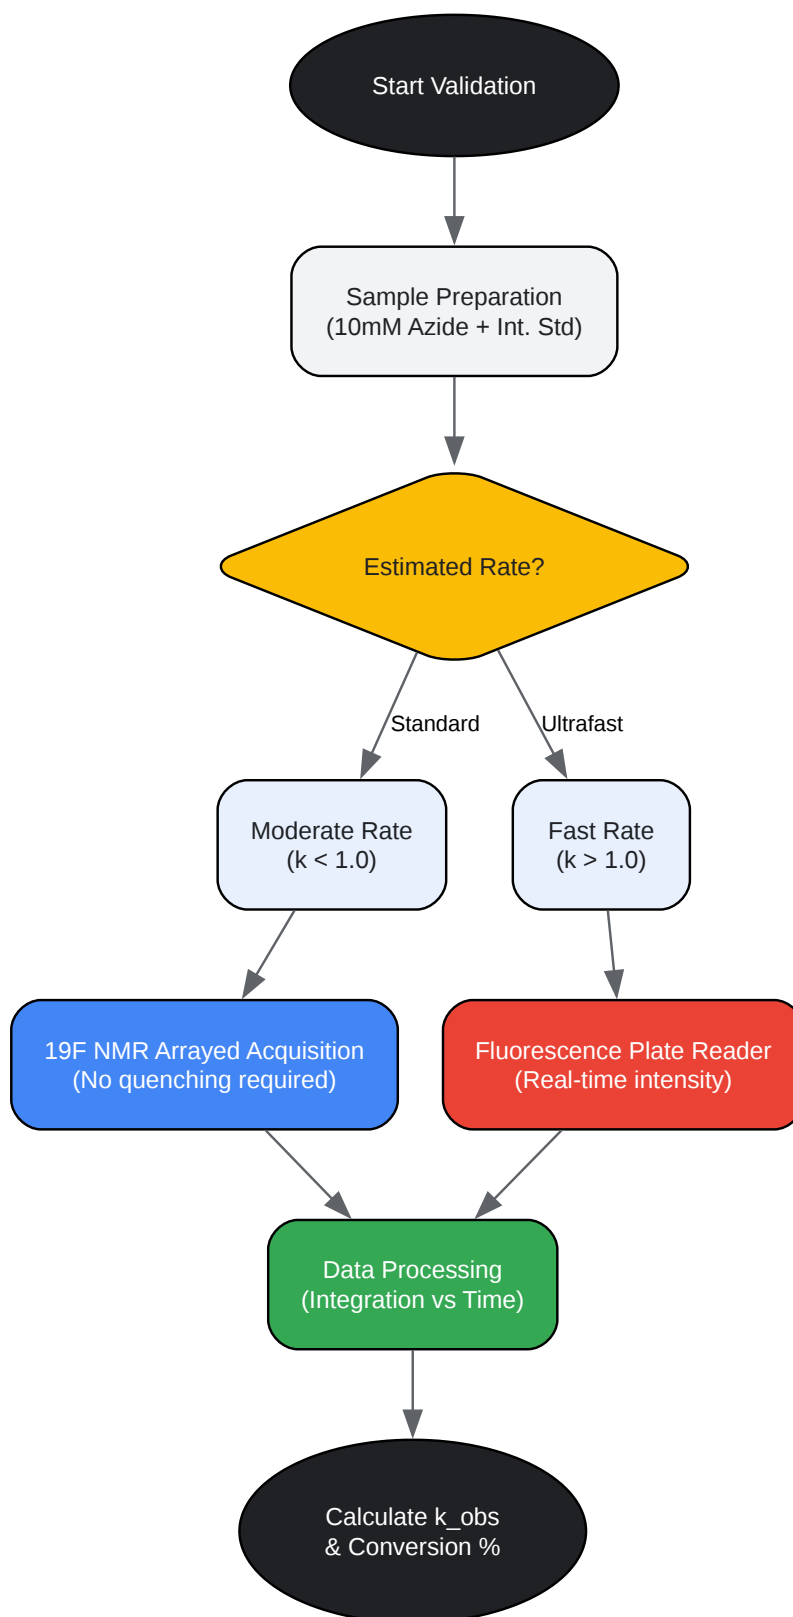 Start Validation
Sample Preparation
(10mM Azide + Int. Std)
Estimated Rate?
Standard
Ultrafast
Moderate Rate
(k < 1.0)
Fast Rate
(k > 1.0)
19F NMR Arrayed Acquisition
(No quenching required)
Fluorescence Plate Reader
(Real-time intensity)
Data Processing
(Integration vs Time)
Calculate k_obs
& Conversion %